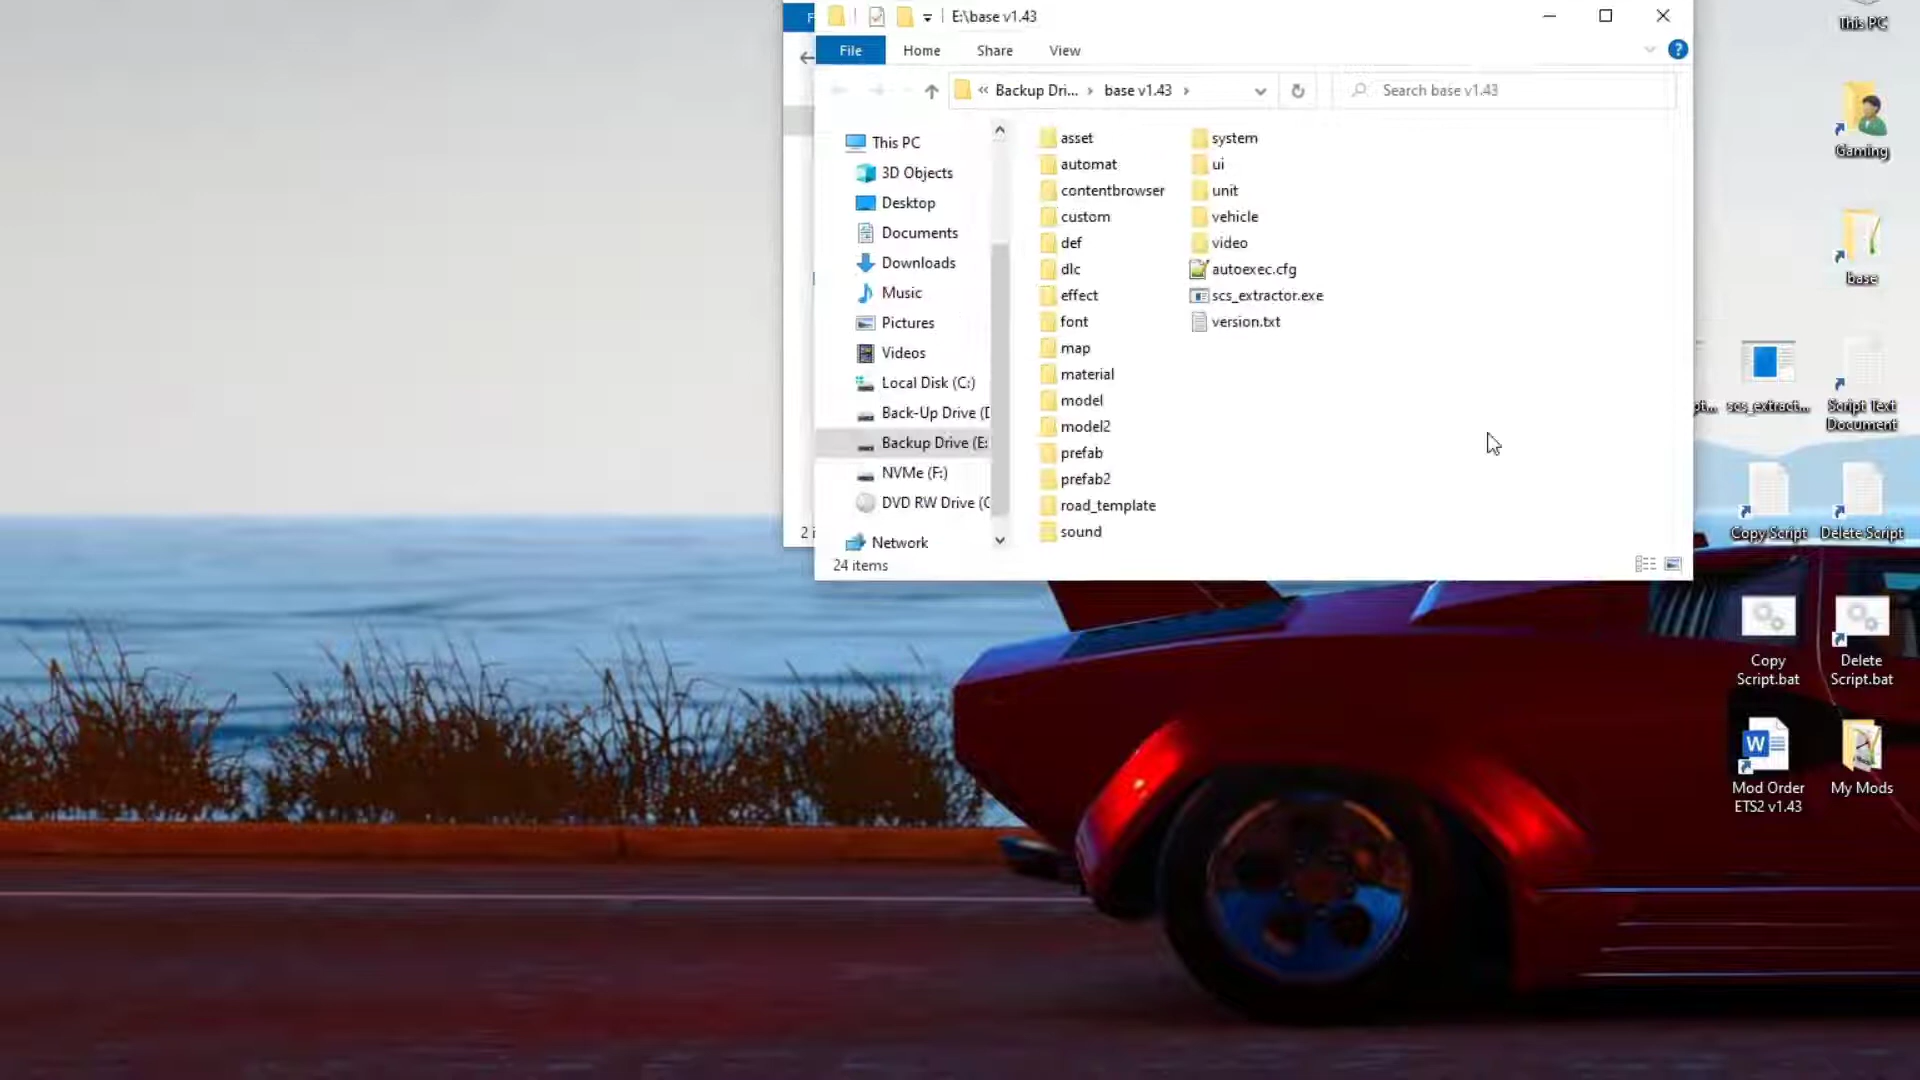 E:\base v1.43
File
Home
Share
View
Backup Dri...
base v1.43
Search base v1.43
This PC
3D Objects
Desktop
Documents
Downloads
Music
Pictures
Videos
Local Disk (C:)
Back-Up Drive (D
Backup Drive (E:
NVMe (F:)
DVD RW Drive (
Network
asset
automat
contentbrowser
custom
def
dlc
effect
font
map
material
model
model2
prefab
prefab2
road_template
sound
system
ui
unit
vehicle
video
autoexec.cfg
scs_extractor.exe
version.txt
24 items
This PC
Gaming
base
scs_extract...
Script Text
Document
Copy Script
Delete Script
Copy
Script.bat
Delete
Script.bat
Mod Order
ETS2 v1.43
My Mods